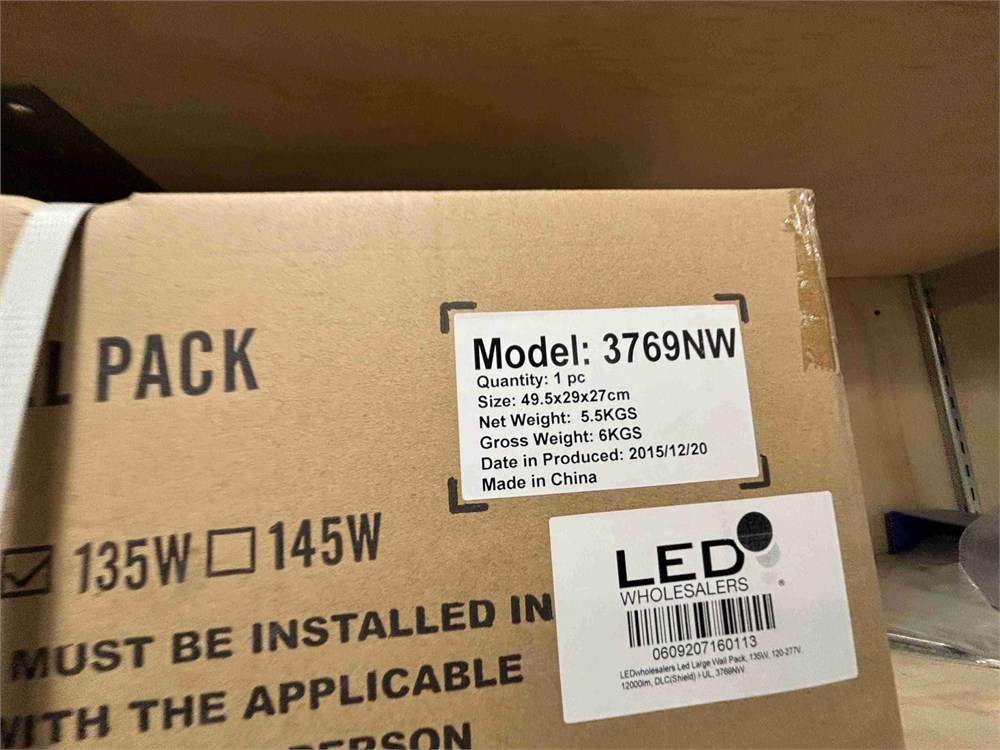 L PACK
Model: 3769NW
Quantity: 1 pc
Size: 49.5x29x27cm
Net Weight: 5.5KGS
Gross Weight: 6KGS
Date in Produced: 2015/12/20
Made in China
135W 145W
MUST BE INSTALLED IN
WITH THE APPLICABLE
PERSON
LED
WHOLESALERS ®
0609207160113
LEDwholesalers Led Large Wall Pack, 135W, 120-277V
12000lm, DLC(Shield) + UL, 3769NW